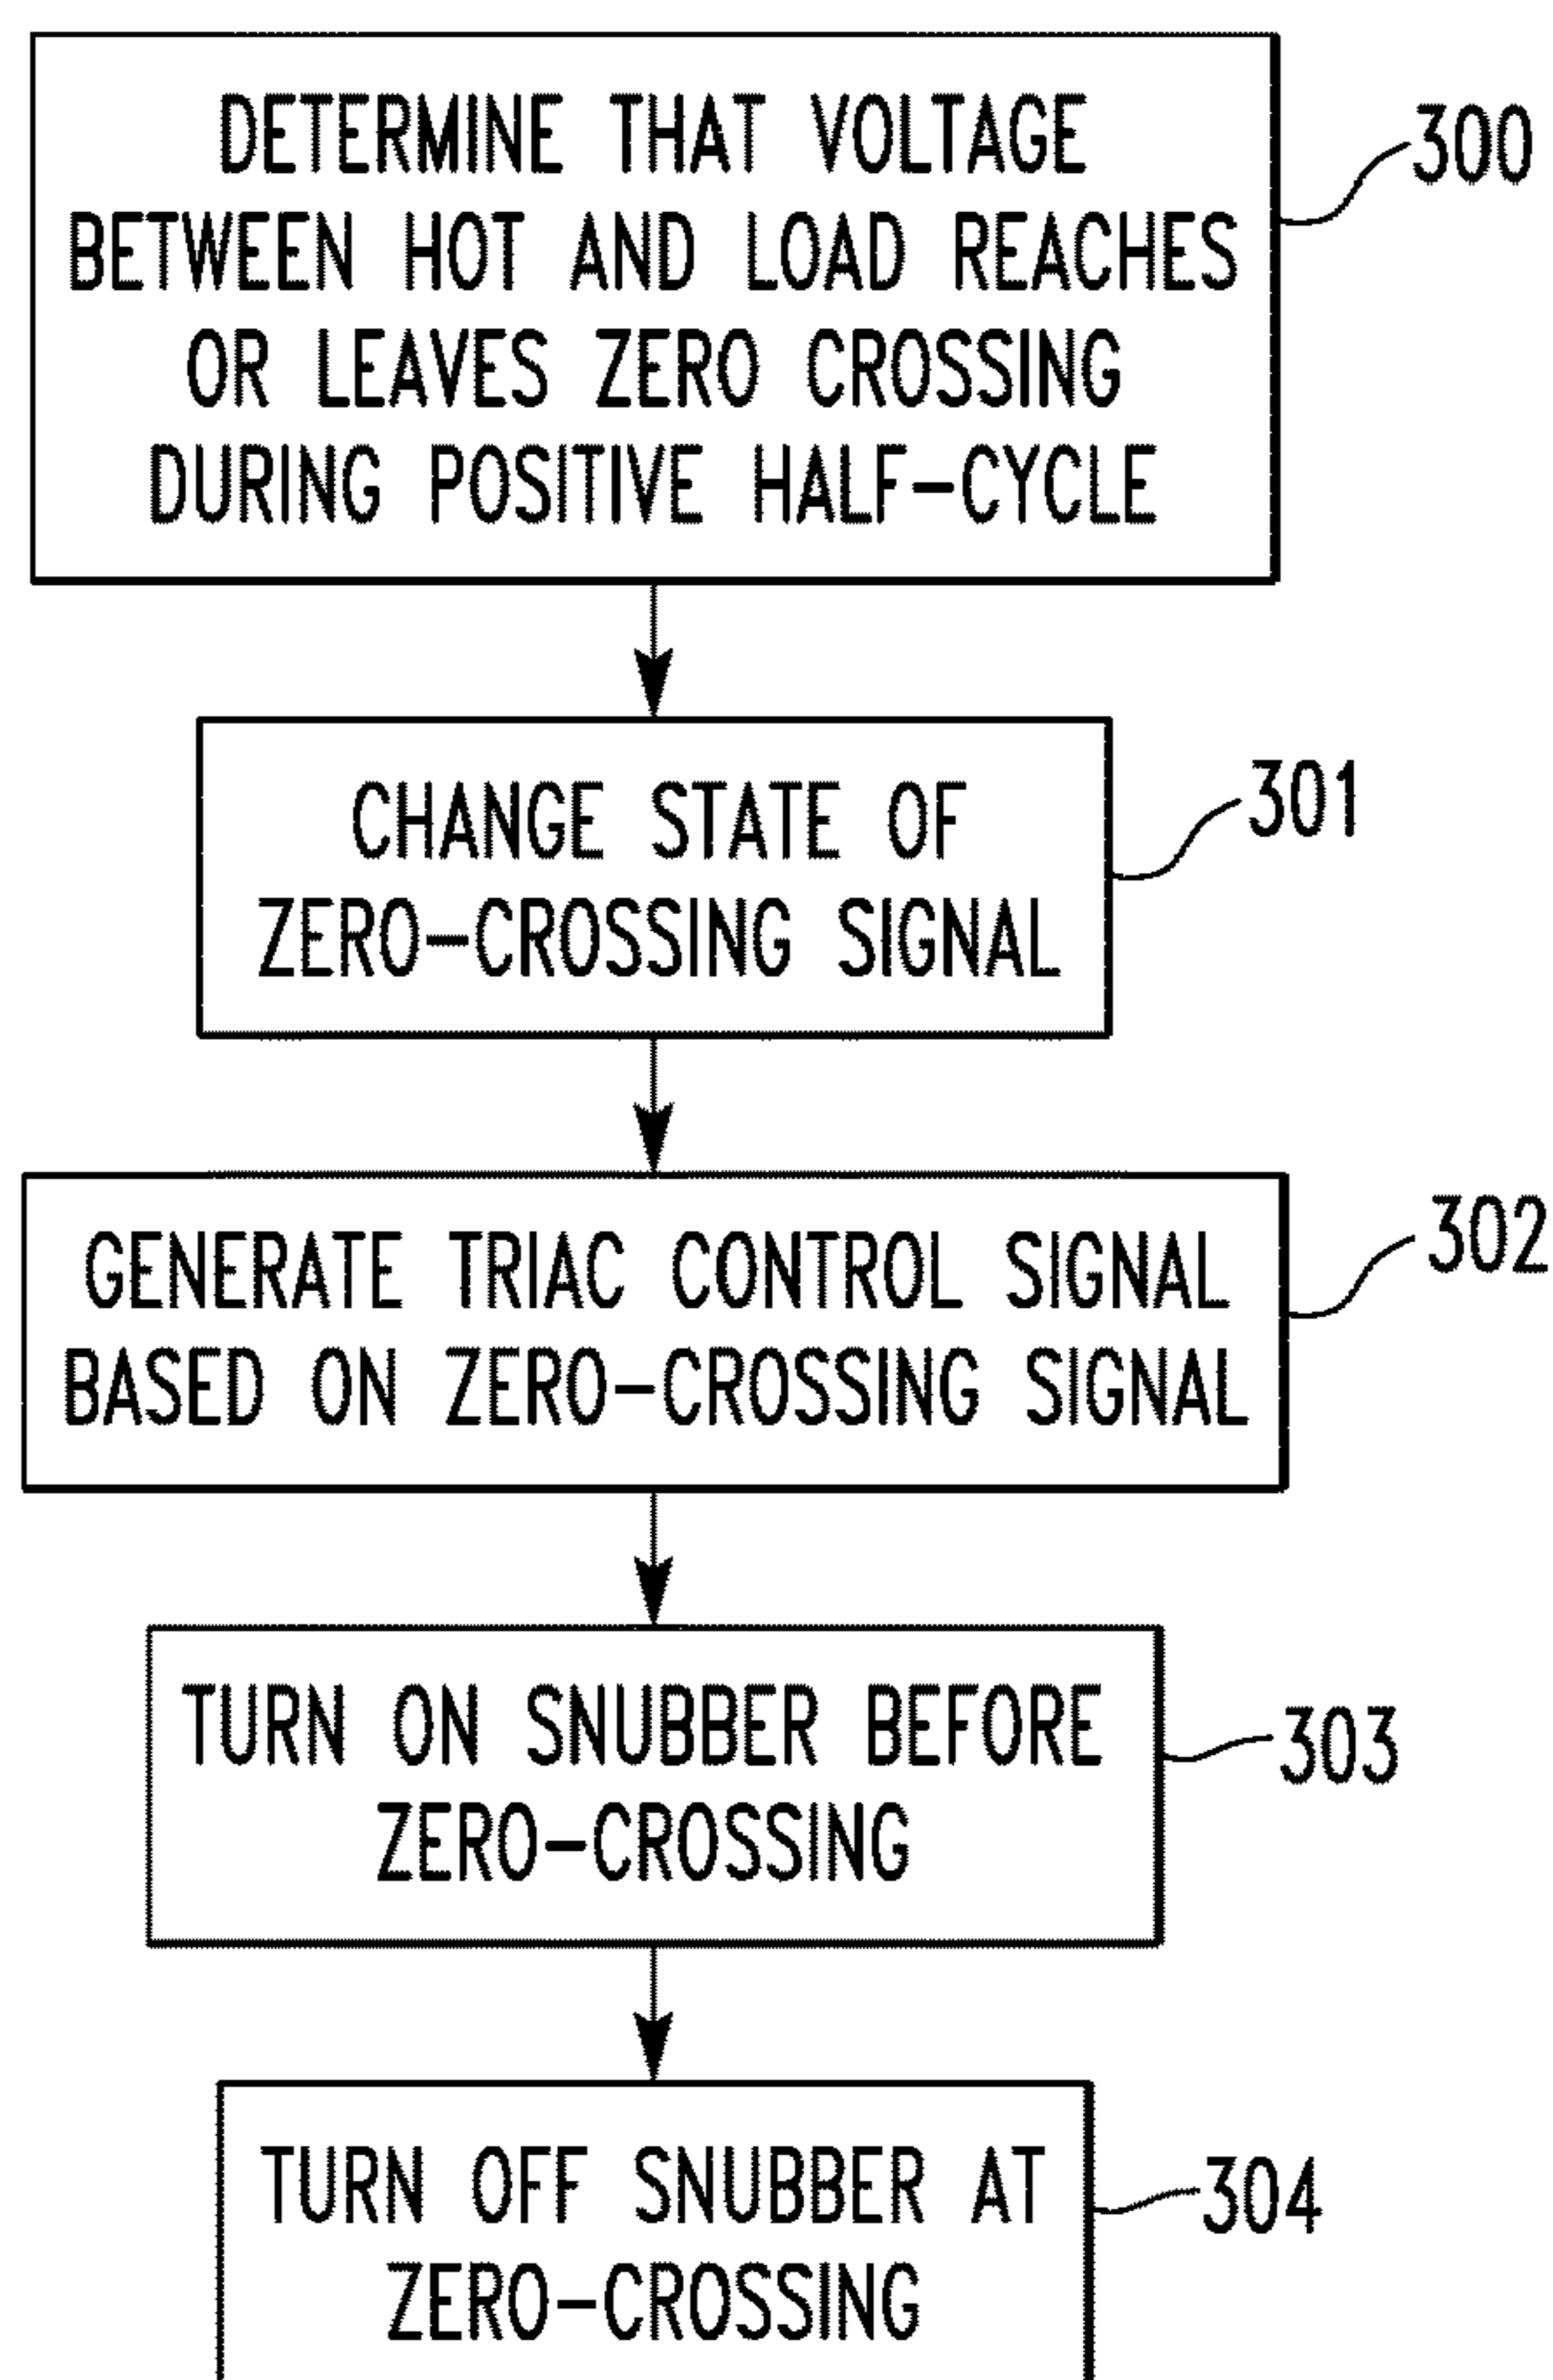 DETERMINE THAT VOLTAGE
BETWEEN HOT AND LOAD REACHES
OR LEAVES ZERO CROSSING
DURING POSITIVE HALF-CYCLE
300
CHANGE STATE OF
ZERO-CROSSING SIGNAL
301
GENERATE TRIAC CONTROL SIGNAL
BASED ON ZERO-CROSSING SIGNAL
302
TURN ON SNUBBER BEFORE
ZERO-CROSSING
303
TURN OFF SNUBBER AT
ZERO-CROSSING
304